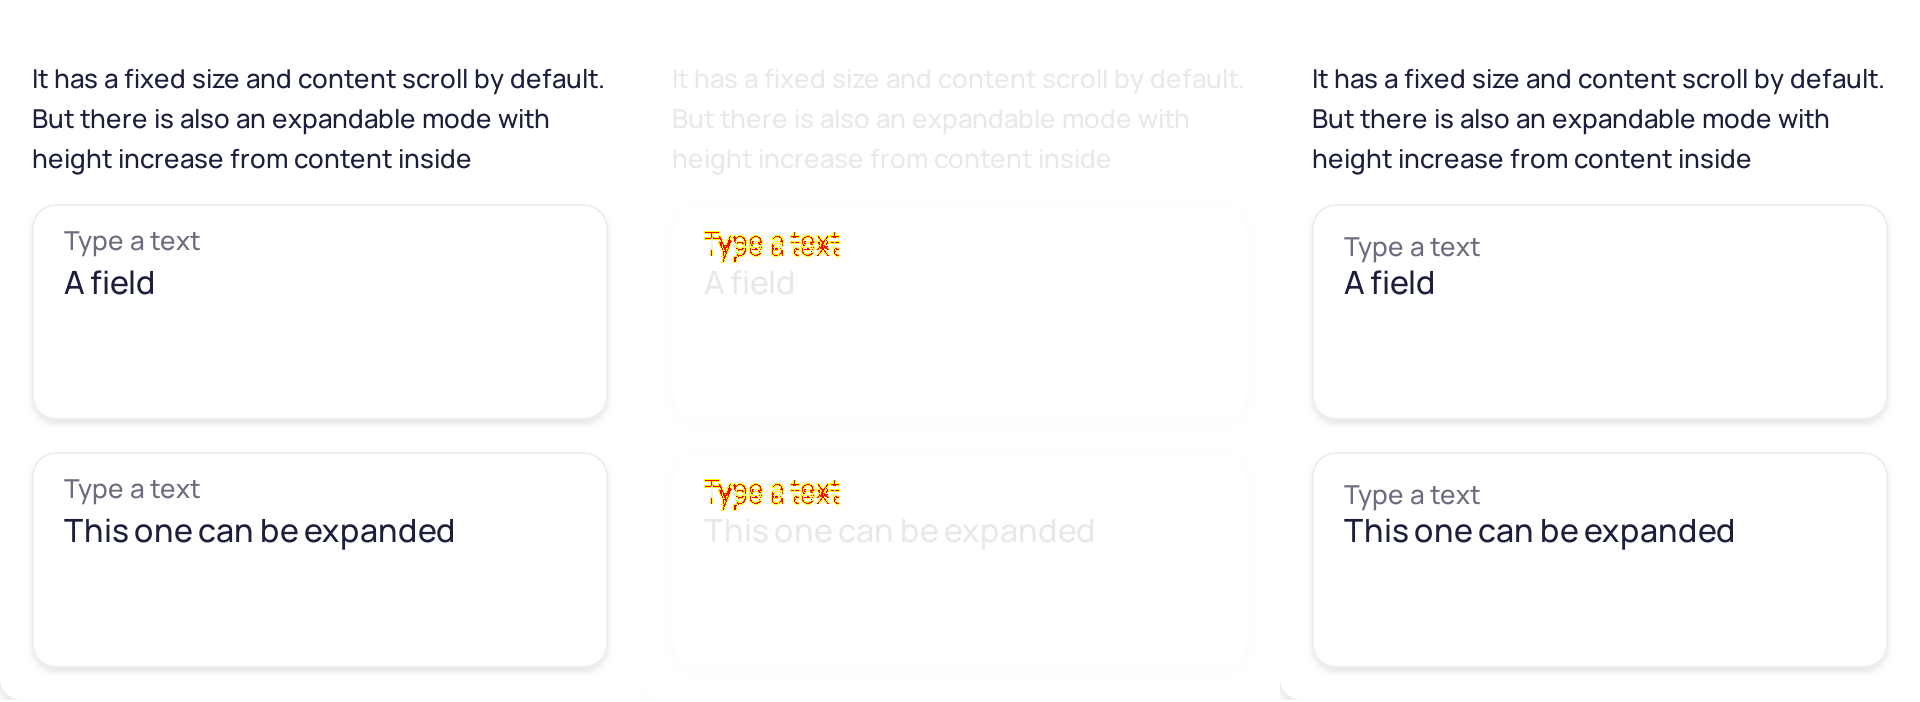 It has a fixed size and content scroll by default.
But there is also an expandable mode with
height increase from content inside
Type a text
A field
Type a text
This one can be expanded
It has a fixed size and content scroll by default.
But there is also an expandable mode with
height increase from content inside
Type a text
A field
Type a text
This one can be expanded
It has a fixed size and content scroll by default.
But there is also an expandable mode with
height increase from content inside
Type a text
A field
Type a text
This one can be expanded